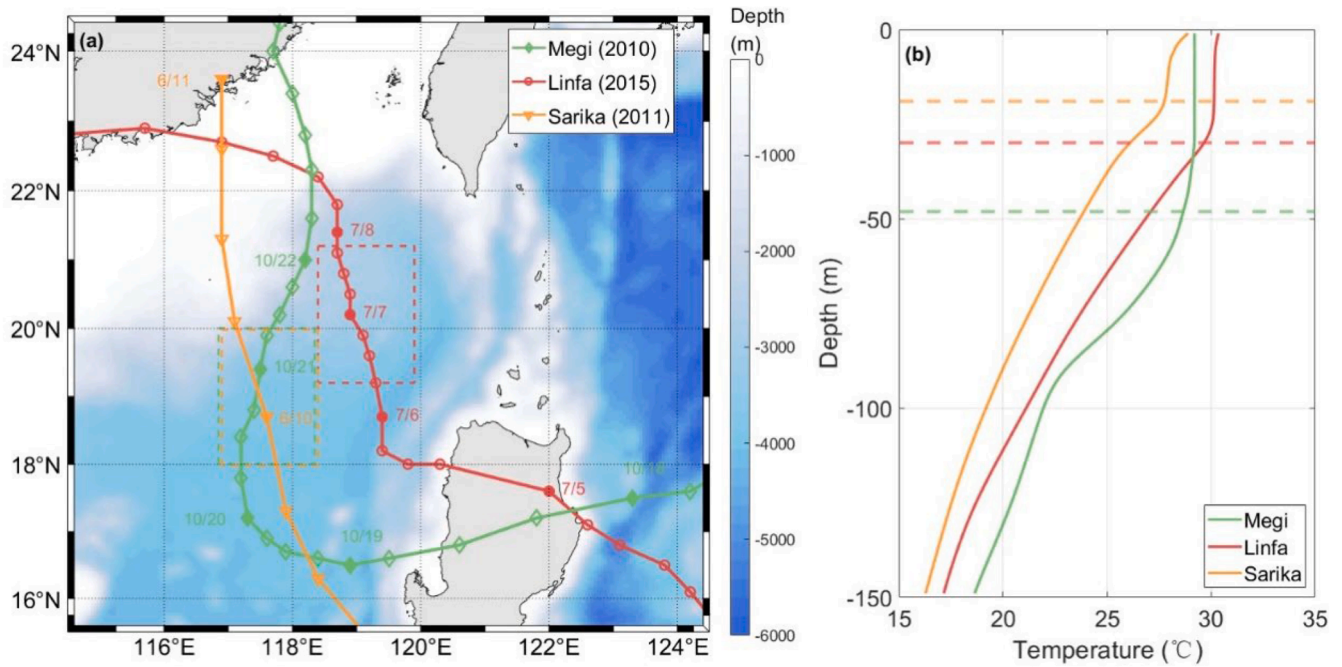 (a)
Megi (2010)
Linfa (2015)
Sarika (2011)
24°N
22°N
20°N
18°N
16°N
116°E
118°E
120°E
122°E
124°E
6/11
10/22
10/21
6/10
10/20
10/19
10/18
7/8
7/7
7/6
7/5
Depth
(m)
0
-1000
-2000
-3000
-4000
-5000
-6000
(b)
0
-50
-100
-150
Depth (m)
15
20
25
30
35
Temperature (℃)
Megi
Linfa
Sarika